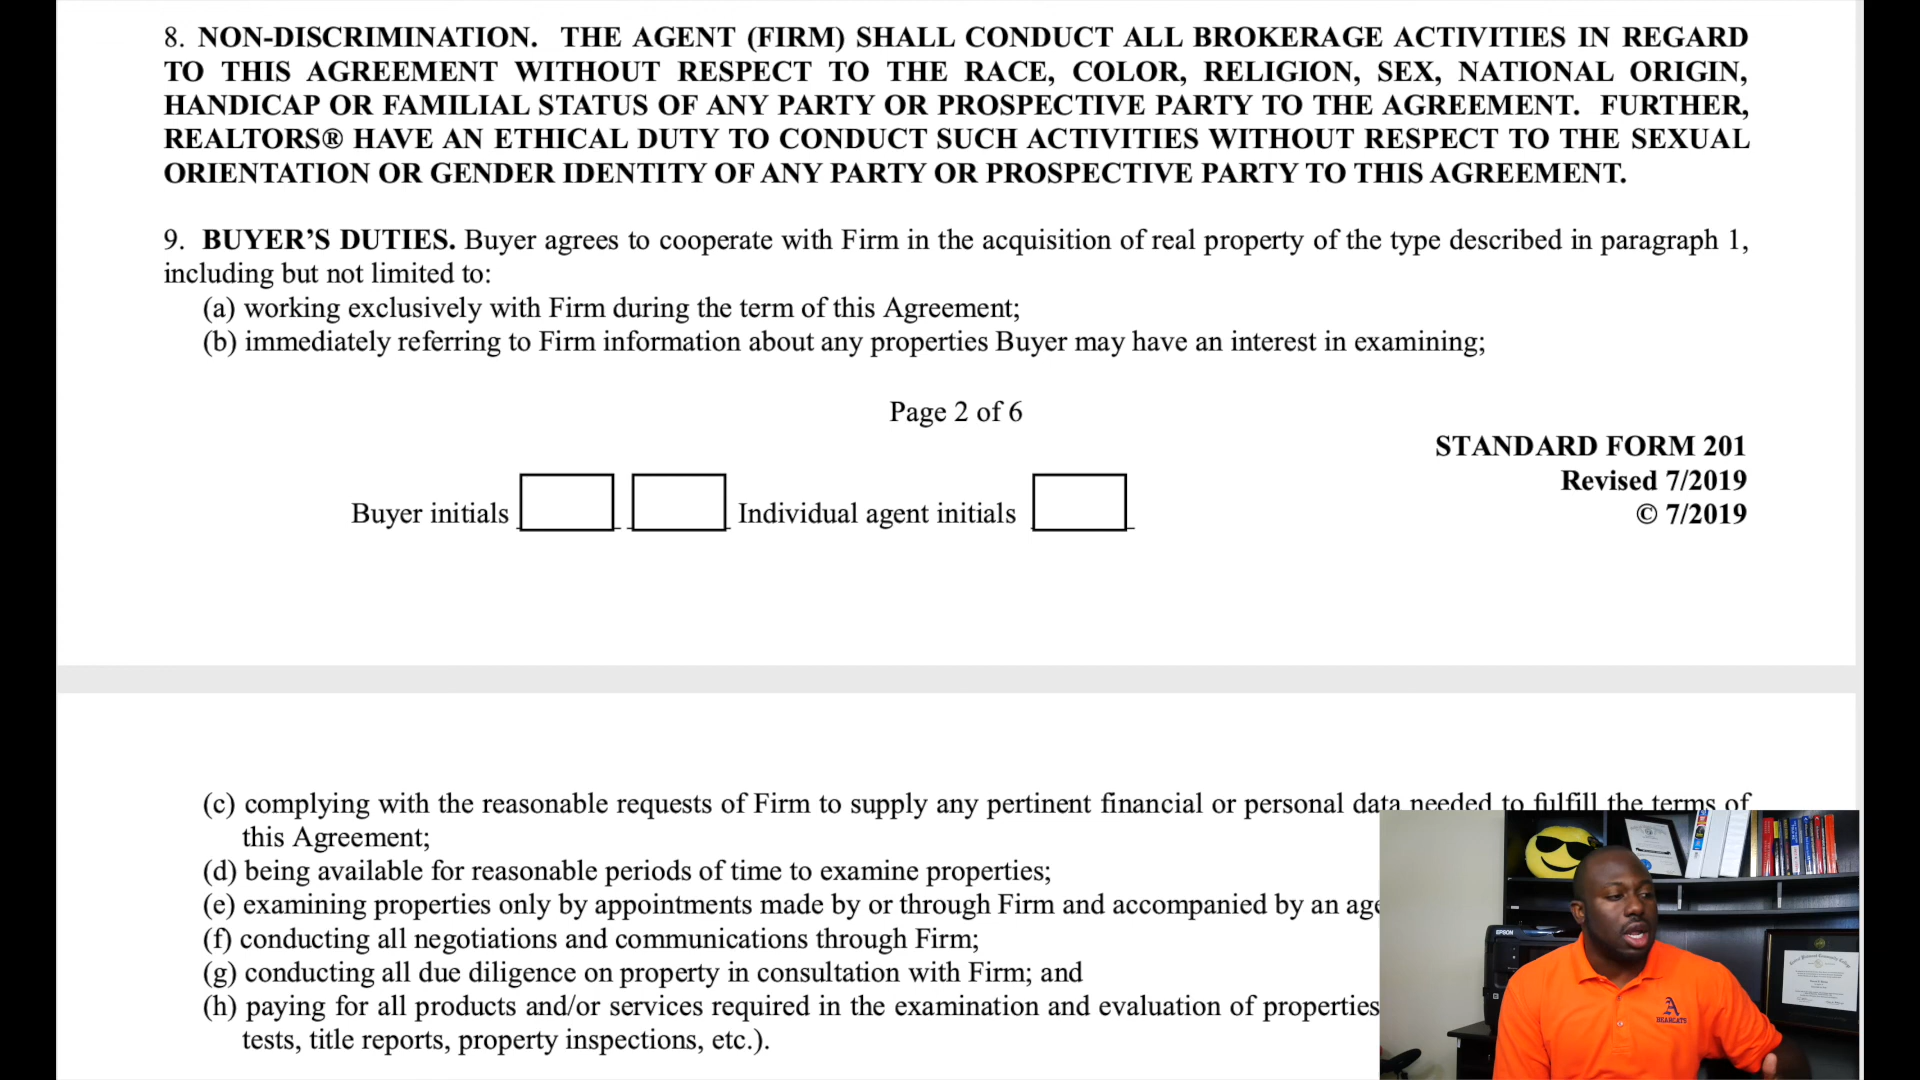 8. NON-DISCRIMINATION. THE AGENT (FIRM) SHALL CONDUCT ALL BROKERAGE ACTIVITIES IN REGARD
TO THIS AGREEMENT WITHOUT RESPECT TO THE RACE, COLOR, RELIGION, SEX, NATIONAL ORIGIN,
HANDICAP OR FAMILIAL STATUS OF ANY PARTY OR PROSPECTIVE PARTY TO THE AGREEMENT. FURTHER,
REALTORS® HAVE AN ETHICAL DUTY TO CONDUCT SUCH ACTIVITIES WITHOUT RESPECT TO THE SEXUAL
ORIENTATION OR GENDER IDENTITY OF ANY PARTY OR PROSPECTIVE PARTY TO THIS AGREEMENT.
9. BUYER’S DUTIES. Buyer agrees to cooperate with Firm in the acquisition of real property of the type described in paragraph 1,
including but not limited to:
(a) working exclusively with Firm during the term of this Agreement;
(b) immediately referring to Firm information about any properties Buyer may have an interest in examining;
Page 2 of 6
STANDARD FORM 201
Revised 7/2019
© 7/2019
Buyer initials Individual agent initials
(c) complying with the reasonable requests of Firm to supply any pertinent financial or personal data needed to fulfill the terms of
this Agreement;
(d) being available for reasonable periods of time to examine properties;
(e) examining properties only by appointments made by or through Firm and accompanied by an age
(f) conducting all negotiations and communications through Firm;
(g) conducting all due diligence on property in consultation with Firm; and
(h) paying for all products and/or services required in the examination and evaluation of properties
tests, title reports, property inspections, etc.).
EPSON
A
BEARCATS